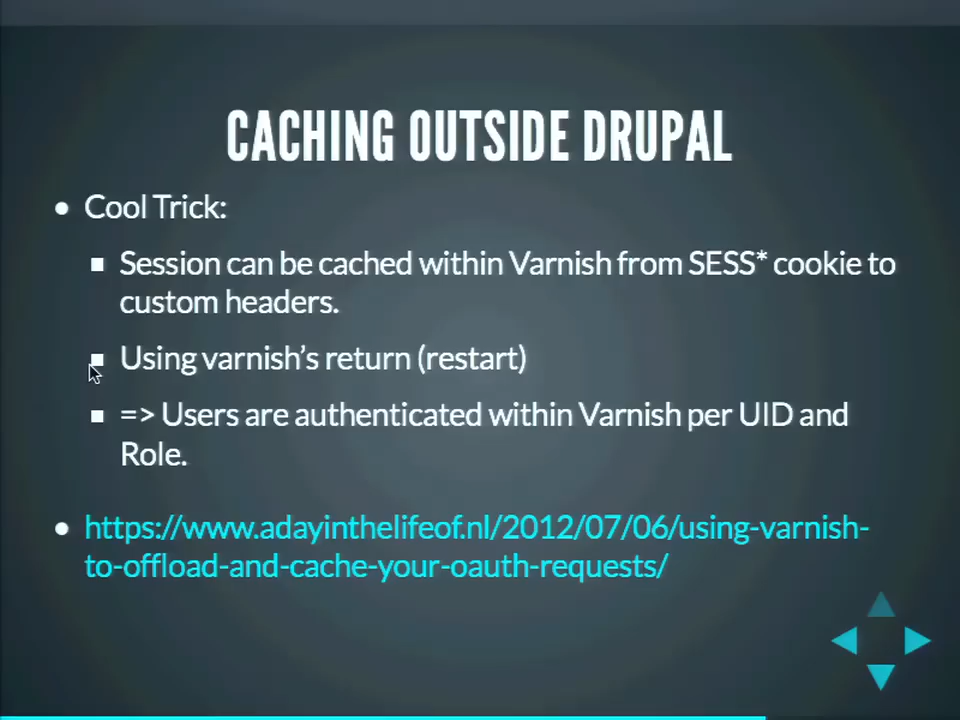 CACHING OUTSIDE DRUPAL
Cool Trick:
Session can be cached within Varnish from SESS* cookie to
custom headers.
Using varnish’s return (restart)
=> Users are authenticated within Varnish per UID and
Role.
https://www.adayinthelifeof.nl/2012/07/06/using-varnish-
to-offload-and-cache-your-oauth-requests/